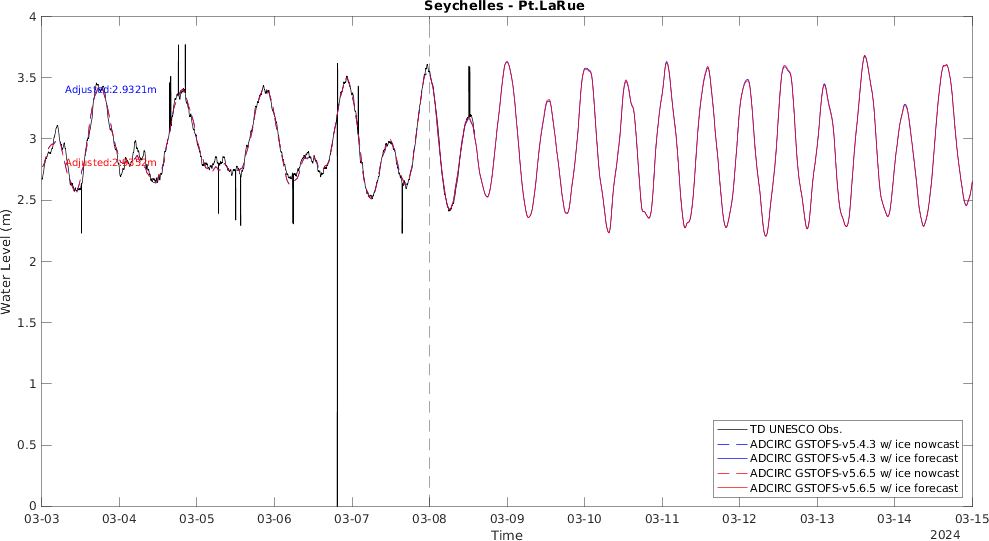 Seychelles - Pt.LaRue
4
3.5
3
2.5
2
1.5
1
0.5
0
Water Level (m)
Adjusted:2.9321m
03-03
03-04
03-05
03-06
03-07
03-08
03-09
03-10
03-11
03-12
03-13
03-14
03-15
Time
2024
TD UNESCO Obs.
ADCIRC GSTOFS-v5.4.3 w/ ice nowcast
ADCIRC GSTOFS-v5.4.3 w/ ice forecast
ADCIRC GSTOFS-v5.6.5 w/ ice nowcast
ADCIRC GSTOFS-v5.6.5 w/ ice forecast